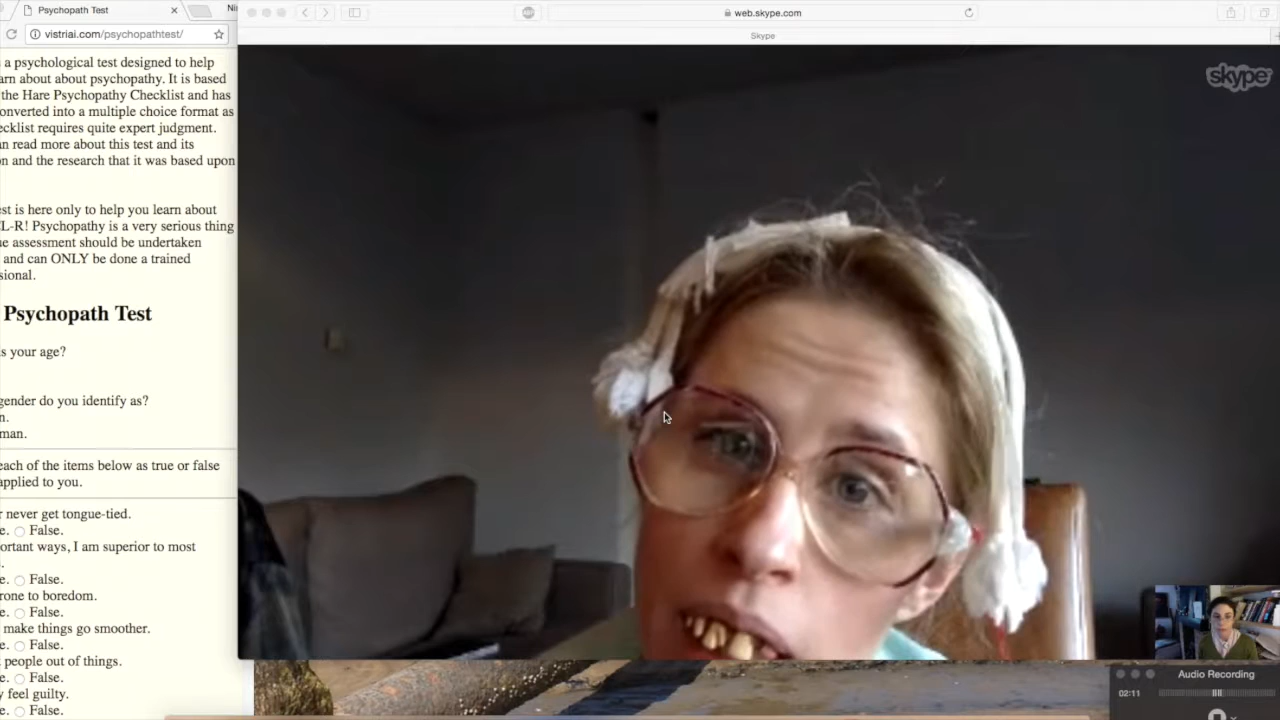 Psychopath Test
Ni
vistriai.com/psychopathtest/
web.skype.com
Skype
skype
a psychological test designed to help
arn about about psychopathy. It is based
the Hare Psychopathy Checklist and has
onverted into a multiple choice format as
ecklist requires quite expert judgment.
an read more about this test and its
n and the research that it was based upon
est is here only to help you learn about
CL-R! Psychopathy is a very serious thing
ue assessment should be undertaken
and can ONLY be done a trained
sional.
Psychopath Test
is your age?
gender do you identify as?
n.
man.
each of the items below as true or false
applied to you.
r never get tongue-tied.
e. False.
ortant ways, I am superior to most
s.
e. False.
rone to boredom.
e. False.
make things go smoother.
e. False.
t people out of things.
e. False.
y feel guilty.
e. False.
Audio Recording
02:11